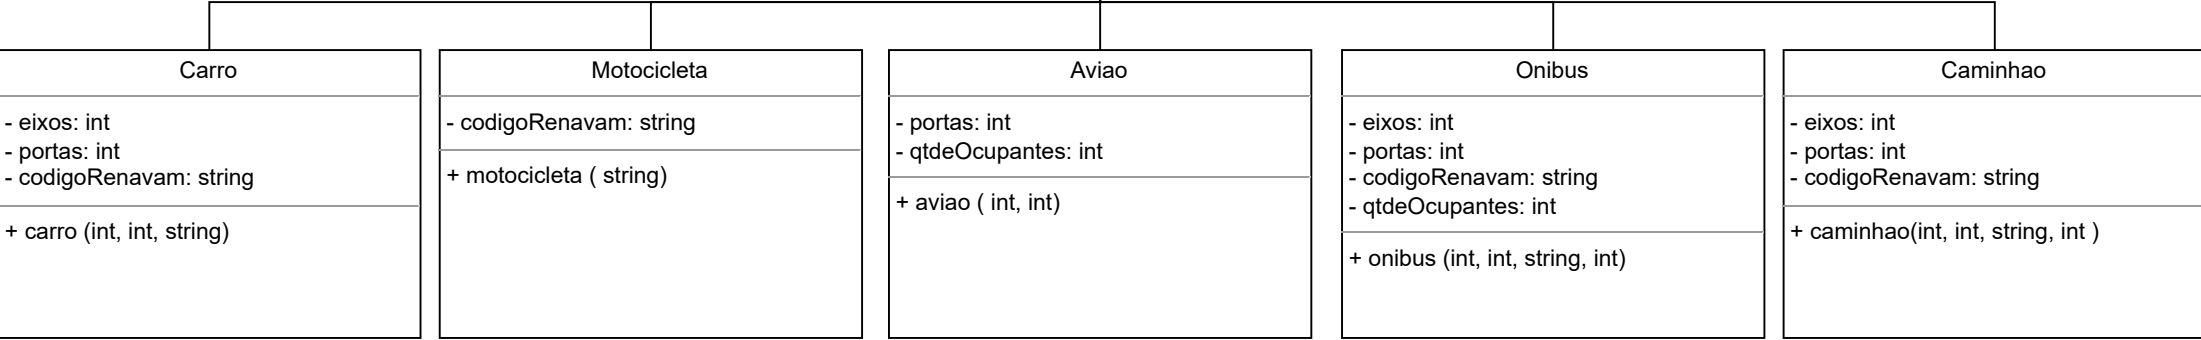 Carro
- eixos: int
- portas: int
- codigoRenavam: string
+ carro (int, int, string)
Motocicleta
- codigoRenavam: string
+ motocicleta ( string)
Aviao
- portas: int
- qtdeOcupantes: int
+ aviao ( int, int)
Onibus
- eixos: int
- portas: int
- codigoRenavam: string
- qtdeOcupantes: int
+ onibus (int, int, string, int)
Caminhao
- eixos: int
- portas: int
- codigoRenavam: string
+ caminhao(int, int, string, int )